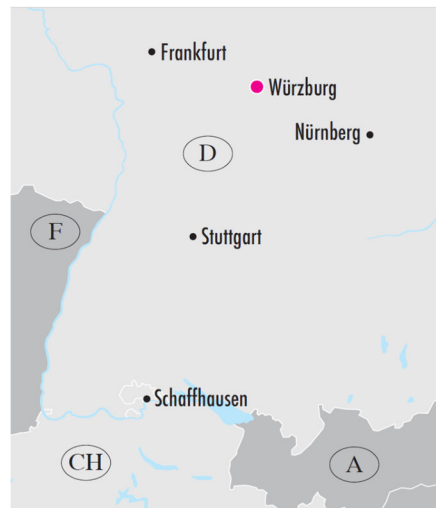 Frankfurt
Würzburg
Nürnberg
D
F
Stuttgart
Schaffhausen
CH
A